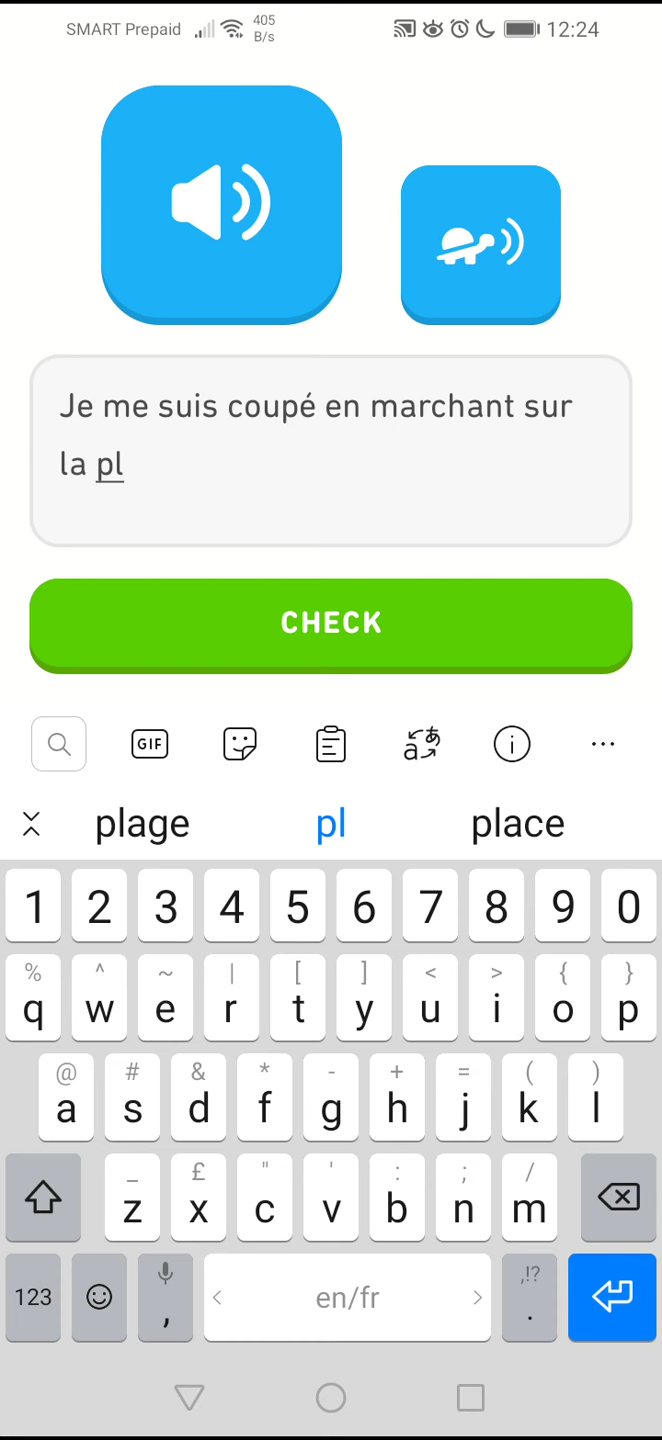 SMART Prepaid 405 B/s 12:24
Je me suis coupé en marchant sur
la pl
CHECK
GIF
plage pl place
1 2 3 4 5 6 7 8 9 0
% ^ ~ | [ ] < > { }
q w e r t y u i o p
@ # & * - + = ( )
a s d f g h j k l
_ £ " ' : ; /
z x c v b n m
123 , < en/fr > ,!? .